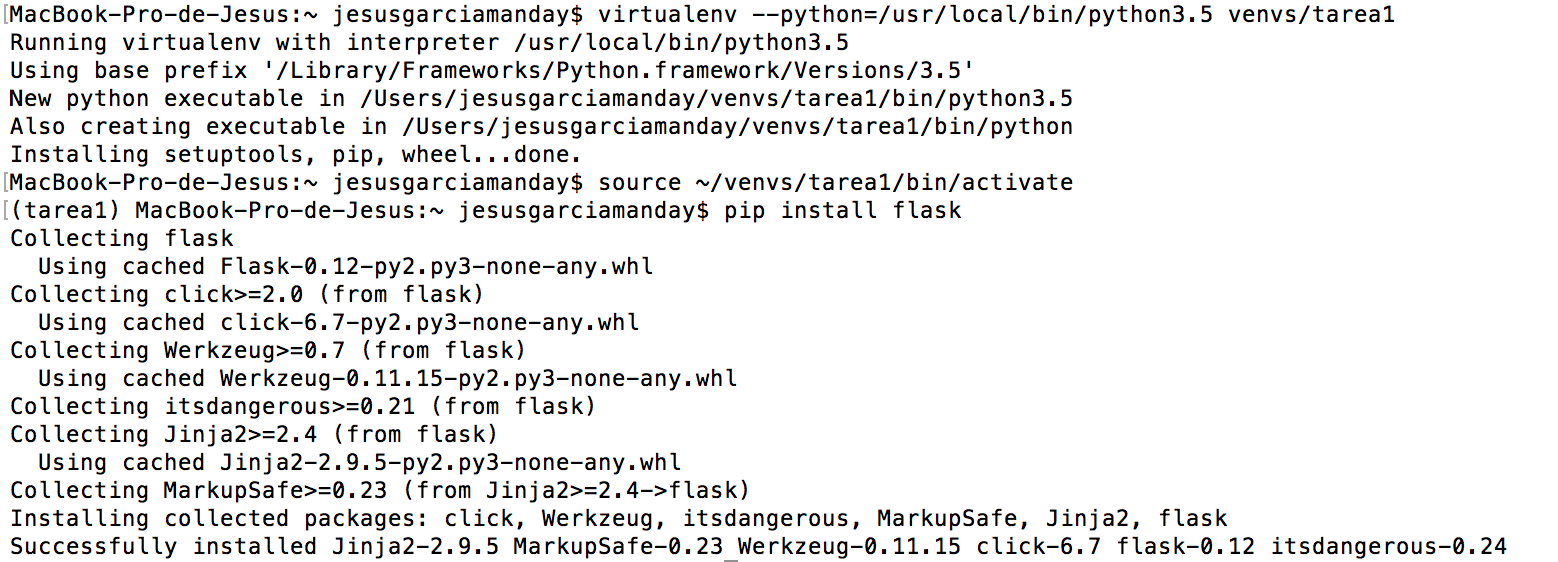 [MacBook-Pro-de-Jesus:~ jesusgarciamanday$ virtualenv --python=/usr/local/bin/python3.5 venvs/tarea1
Running virtualenv with interpreter /usr/local/bin/python3.5
Using base prefix '/Library/Frameworks/Python.framework/Versions/3.5'
New python executable in /Users/jesusgarciamanday/venvs/tarea1/bin/python3.5
Also creating executable in /Users/jesusgarciamanday/venvs/tarea1/bin/python
Installing setuptools, pip, wheel...done.
[MacBook-Pro-de-Jesus:~ jesusgarciamanday$ source ~/venvs/tarea1/bin/activate
[(tarea1) MacBook-Pro-de-Jesus:~ jesusgarciamanday$ pip install flask
Collecting flask
  Using cached Flask-0.12-py2.py3-none-any.whl
Collecting click>=2.0 (from flask)
  Using cached click-6.7-py2.py3-none-any.whl
Collecting Werkzeug>=0.7 (from flask)
  Using cached Werkzeug-0.11.15-py2.py3-none-any.whl
Collecting itsdangerous>=0.21 (from flask)
Collecting Jinja2>=2.4 (from flask)
  Using cached Jinja2-2.9.5-py2.py3-none-any.whl
Collecting MarkupSafe>=0.23 (from Jinja2>=2.4->flask)
Installing collected packages: click, Werkzeug, itsdangerous, MarkupSafe, Jinja2, flask
Successfully installed Jinja2-2.9.5 MarkupSafe-0.23 Werkzeug-0.11.15 click-6.7 flask-0.12 itsdangerous-0.24